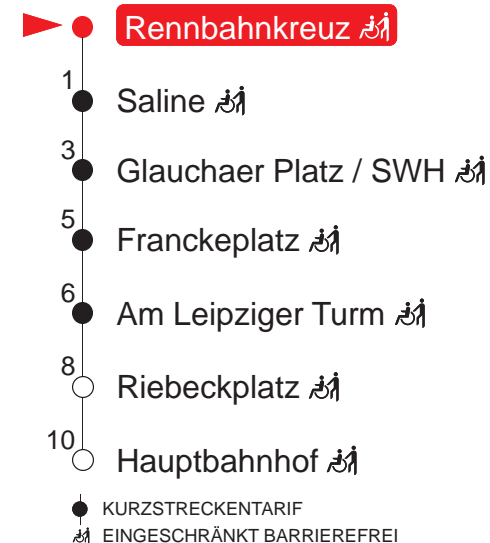 Rennbahnkreuz
1
Saline
3
Glauchaer Platz / SWH
5
Franckeplatz
6
Am Leipziger Turm
8
Riebeckplatz
10
Hauptbahnhof
KURZSTRECKENTARIF
EINGESCHRÄNKT BARRIEREFREI